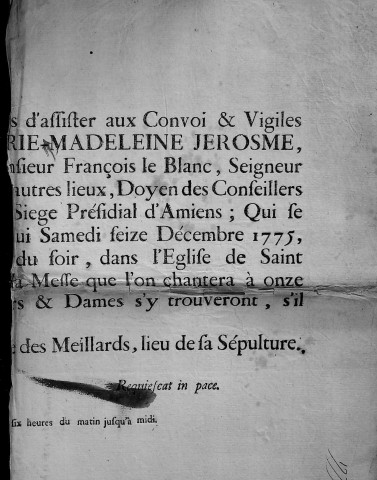 s d'aſſiſter aux Convoi & Vigiles
RIE-MADELEINE JEROSME,
nſieur François le Blanc, Seigneur
autres lieux, Doyen des Conſeillers
Siege Préſidial d'Amiens ; Qui ſe
ui Samedi ſeize Décembre 1775,
du ſoir, dans l'Egliſe de Saint
la Meſſe que l'on chantera à onze
rs & Dames s'y trouveront, s'il
des Meillards, lieu de ſa Sépulture.
Requieſcat in pace.
ſix heures du matin juſqu'à midi.